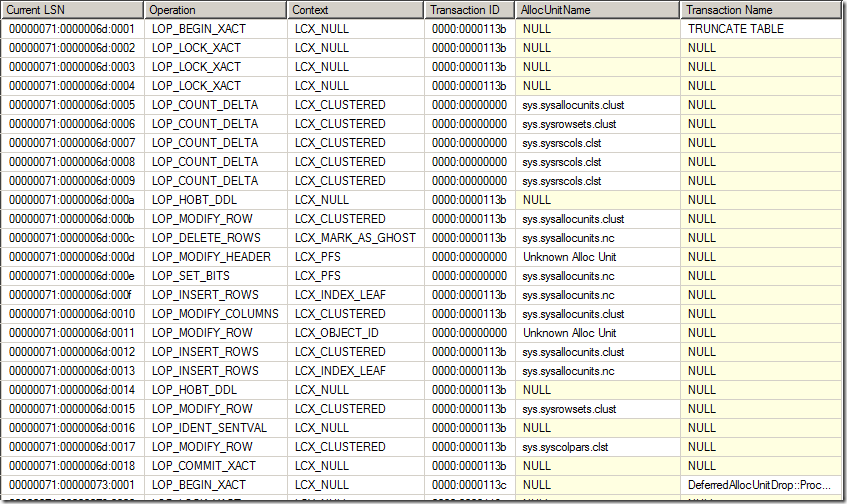 Current LSN Operation Context Transaction ID AllocUnitName Transaction Name
00000071:0000006d:0001 LOP_BEGIN_XACT LCX_NULL 0000:0000113b NULL TRUNCATE TABLE
00000071:0000006d:0002 LOP_LOCK_XACT LCX_NULL 0000:0000113b NULL NULL
00000071:0000006d:0003 LOP_LOCK_XACT LCX_NULL 0000:0000113b NULL NULL
00000071:0000006d:0004 LOP_LOCK_XACT LCX_NULL 0000:0000113b NULL NULL
00000071:0000006d:0005 LOP_COUNT_DELTA LCX_CLUSTERED 0000:00000000 sys.sysallocunits.clust NULL
00000071:0000006d:0006 LOP_COUNT_DELTA LCX_CLUSTERED 0000:00000000 sys.sysrowsets.clust NULL
00000071:0000006d:0007 LOP_COUNT_DELTA LCX_CLUSTERED 0000:00000000 sys.sysrscols.clst NULL
00000071:0000006d:0008 LOP_COUNT_DELTA LCX_CLUSTERED 0000:00000000 sys.sysrscols.clst NULL
00000071:0000006d:0009 LOP_COUNT_DELTA LCX_CLUSTERED 0000:00000000 sys.sysrscols.clst NULL
00000071:0000006d:000a LOP_HOBT_DDL LCX_NULL 0000:0000113b NULL NULL
00000071:0000006d:000b LOP_MODIFY_ROW LCX_CLUSTERED 0000:0000113b sys.sysallocunits.clust NULL
00000071:0000006d:000c LOP_DELETE_ROWS LCX_MARK_AS_GHOST 0000:0000113b sys.sysallocunits.nc NULL
00000071:0000006d:000d LOP_MODIFY_HEADER LCX_PFS 0000:00000000 Unknown Alloc Unit NULL
00000071:0000006d:000e LOP_SET_BITS LCX_PFS 0000:00000000 sys.sysallocunits.nc NULL
00000071:0000006d:000f LOP_INSERT_ROWS LCX_INDEX_LEAF 0000:0000113b sys.sysallocunits.nc NULL
00000071:0000006d:0010 LOP_MODIFY_COLUMNS LCX_CLUSTERED 0000:0000113b sys.sysallocunits.clust NULL
00000071:0000006d:0011 LOP_MODIFY_ROW LCX_OBJECT_ID 0000:00000000 Unknown Alloc Unit NULL
00000071:0000006d:0012 LOP_INSERT_ROWS LCX_CLUSTERED 0000:0000113b sys.sysallocunits.clust NULL
00000071:0000006d:0013 LOP_INSERT_ROWS LCX_INDEX_LEAF 0000:0000113b sys.sysallocunits.nc NULL
00000071:0000006d:0014 LOP_HOBT_DDL LCX_NULL 0000:0000113b NULL NULL
00000071:0000006d:0015 LOP_MODIFY_ROW LCX_CLUSTERED 0000:0000113b sys.sysrowsets.clust NULL
00000071:0000006d:0016 LOP_IDENT_SENTVAL LCX_NULL 0000:0000113b NULL NULL
00000071:0000006d:0017 LOP_MODIFY_ROW LCX_CLUSTERED 0000:0000113b sys.syscolpars.clst NULL
00000071:0000006d:0018 LOP_COMMIT_XACT LCX_NULL 0000:0000113b NULL NULL
00000071:00000073:0001 LOP_BEGIN_XACT LCX_NULL 0000:0000113c NULL DeferredAllocUnitDrop::Proc...